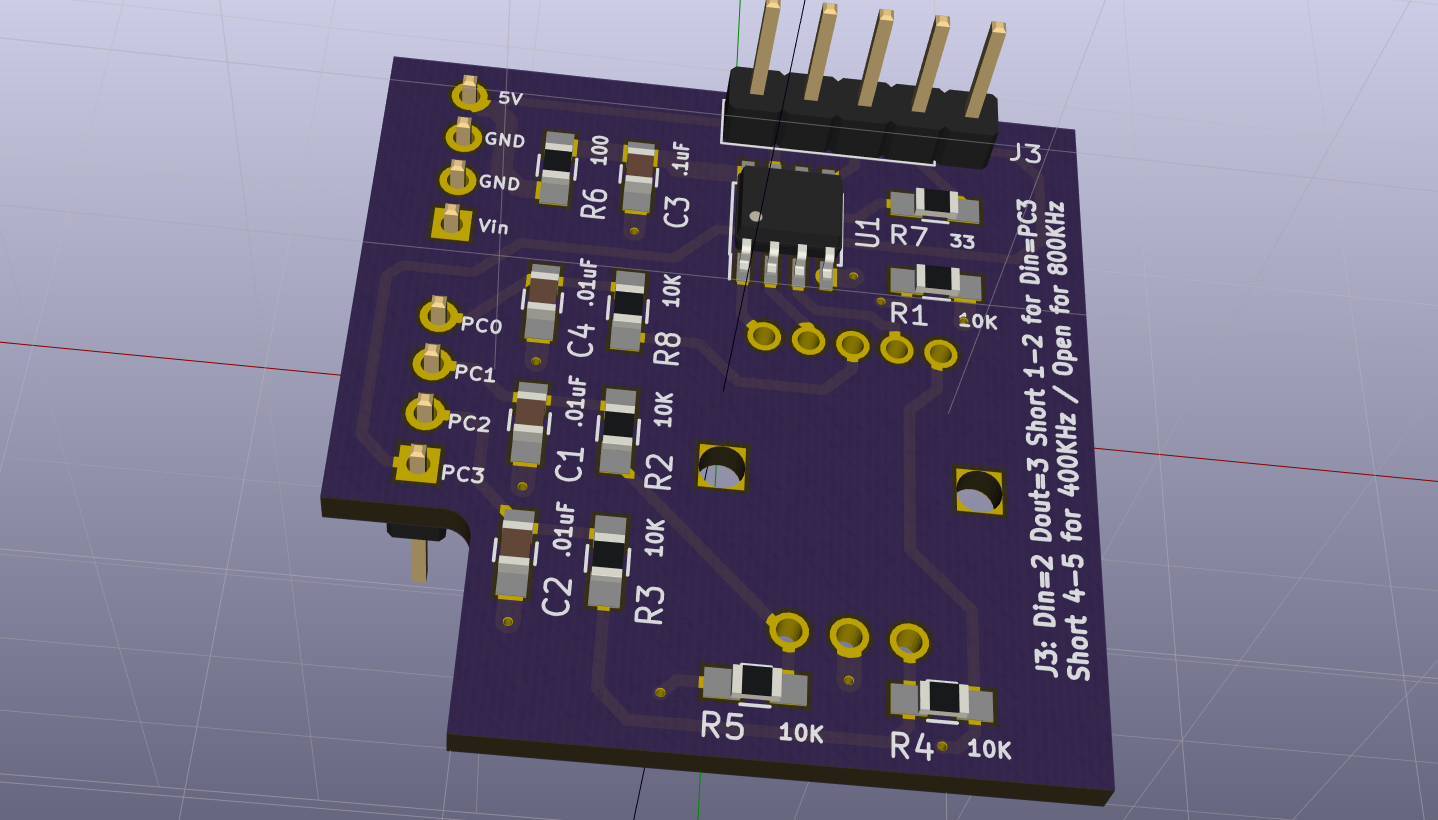 5V
GND
GND
Vin
100
R6
.1uF
C3
J3
U1
R7
33
R1
10K
PC0
PC1
PC2
PC3
.01uF
C4
10K
R8
.01uF
C1
10K
R2
.01uF
C2
10K
R3
R5
10K
R4
10K
J3: Din=2 Dout=3 Short 1-2 for Din=PC3
Short 4-5 for 400KHz / Open for 800KHz